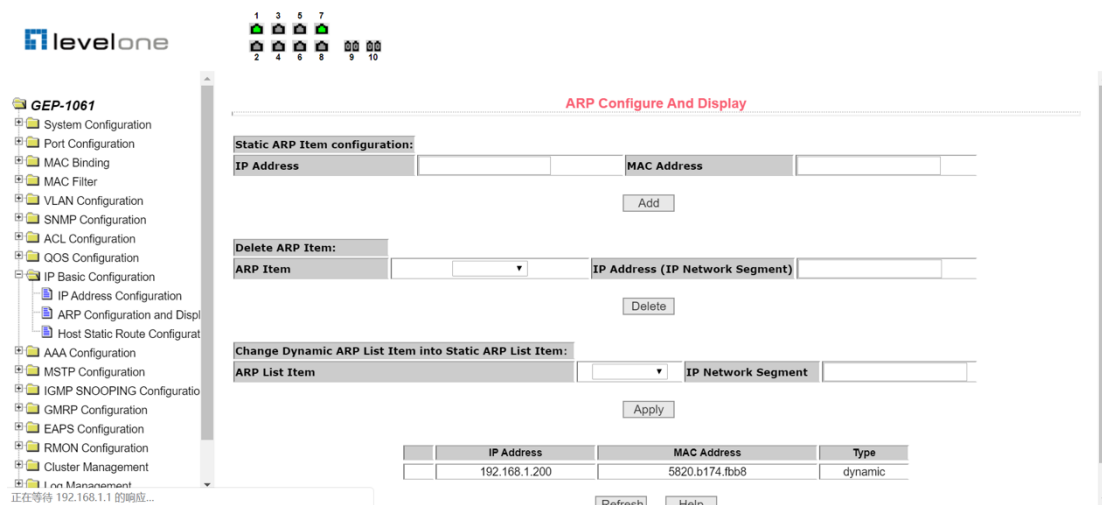 levelone
1 3 5 7
2 4 6 8 9 10
GEP-1061
System Configuration
Port Configuration
MAC Binding
MAC Filter
VLAN Configuration
SNMP Configuration
ACL Configuration
QOS Configuration
IP Basic Configuration
IP Address Configuration
ARP Configuration and Displ
Host Static Route Configurat
AAA Configuration
MSTP Configuration
IGMP SNOOPING Configuratio
GMRP Configuration
EAPS Configuration
RMON Configuration
Cluster Management
Log Management
正在等待 192.168.1.1 的响应...
ARP Configure And Display
Static ARP Item configuration:
IP Address MAC Address
Add
Delete ARP Item:
ARP Item IP Address (IP Network Segment)
Delete
Change Dynamic ARP List Item into Static ARP List Item:
ARP List Item IP Network Segment
Apply
IP Address MAC Address Type
192.168.1.200 5820.b174.fbb8 dynamic
Refresh Help